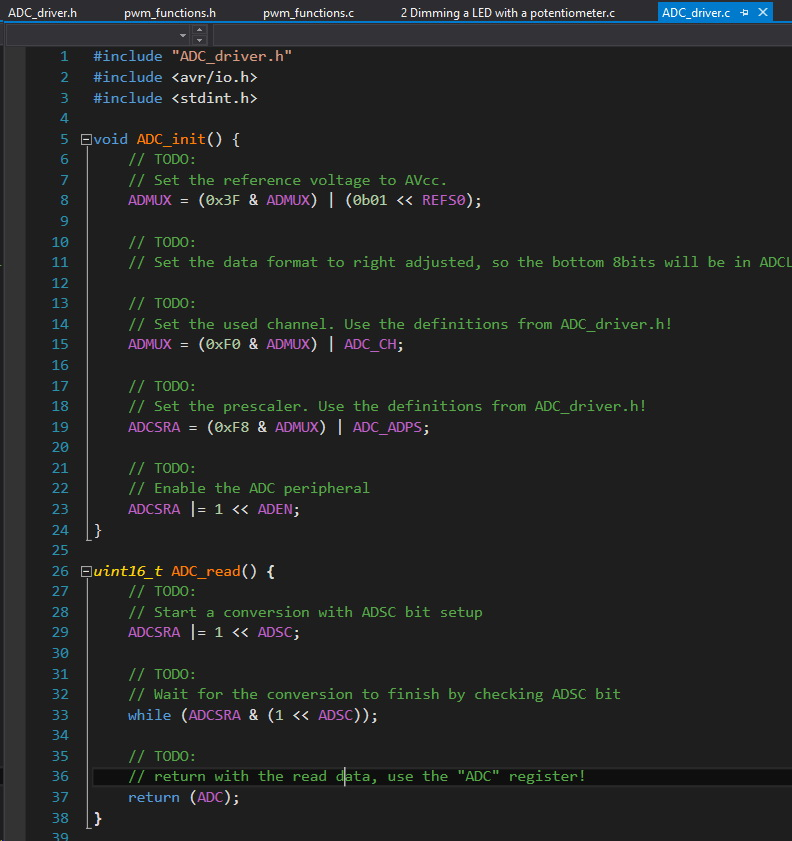 ADC_driver.h pwm_functions.h pwm_functions.c 2 Dimming a LED with a potentiometer.c ADC_driver.c
1 #include "ADC_driver.h"
2 #include <avr/io.h>
3 #include <stdint.h>
4
5 void ADC_init() {
6 // TODO:
7 // Set the reference voltage to AVcc.
8 ADMUX = (0x3F & ADMUX) | (0b01 << REFS0);
9
10 // TODO:
11 // Set the data format to right adjusted, so the bottom 8bits will be in ADCL
12
13 // TODO:
14 // Set the used channel. Use the definitions from ADC_driver.h!
15 ADMUX = (0xF0 & ADMUX) | ADC_CH;
16
17 // TODO:
18 // Set the prescaler. Use the definitions from ADC_driver.h!
19 ADCSRA = (0xF8 & ADMUX) | ADC_ADPS;
20
21 // TODO:
22 // Enable the ADC peripheral
23 ADCSRA |= 1 << ADEN;
24 }
25
26 uint16_t ADC_read() {
27 // TODO:
28 // Start a conversion with ADSC bit setup
29 ADCSRA |= 1 << ADSC;
30
31 // TODO:
32 // Wait for the conversion to finish by checking ADSC bit
33 while (ADCSRA & (1 << ADSC));
34
35 // TODO:
36 // return with the read data, use the "ADC" register!
37 return (ADC);
38 }
39